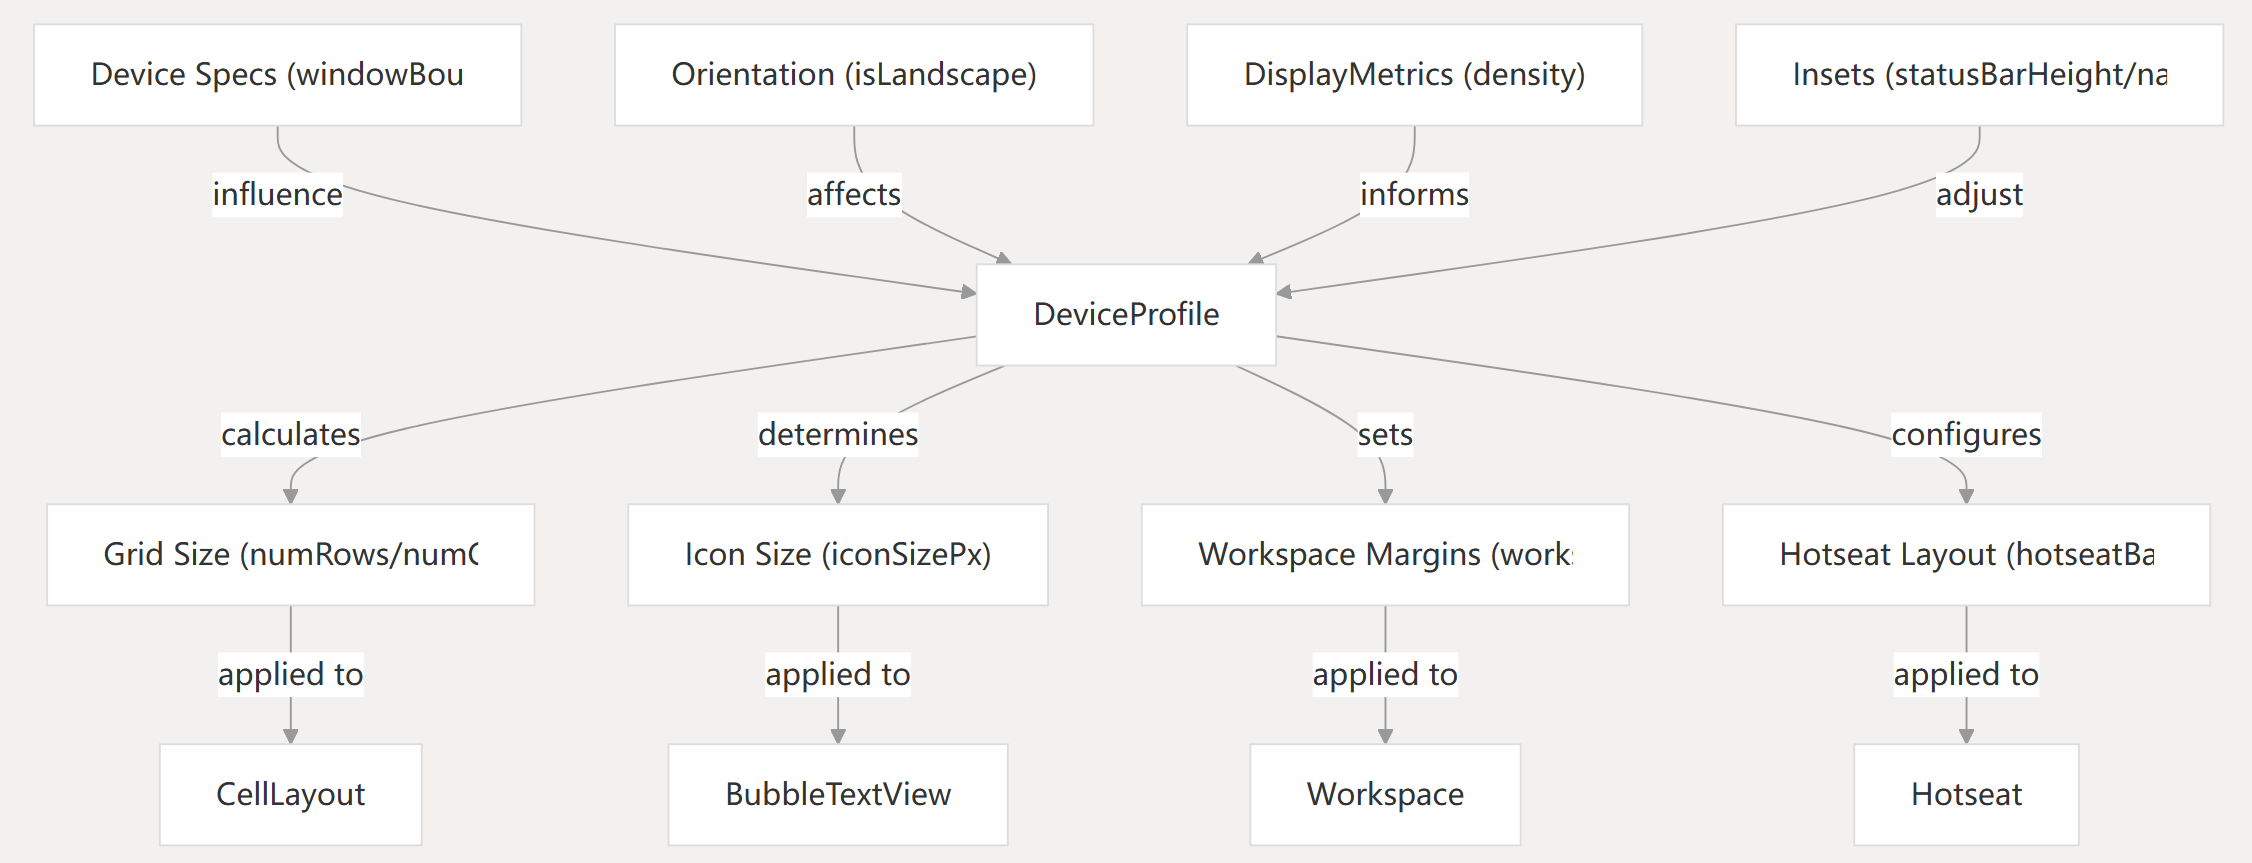 Device Specs (windowBou
Orientation (isLandscape)
DisplayMetrics (density)
Insets (statusBarHeight/na
influence
affects
informs
adjust
DeviceProfile
calculates
determines
sets
configures
Grid Size (numRows/numC
Icon Size (iconSizePx)
Workspace Margins (works
Hotseat Layout (hotseatBa
applied to
applied to
applied to
applied to
CellLayout
BubbleTextView
Workspace
Hotseat